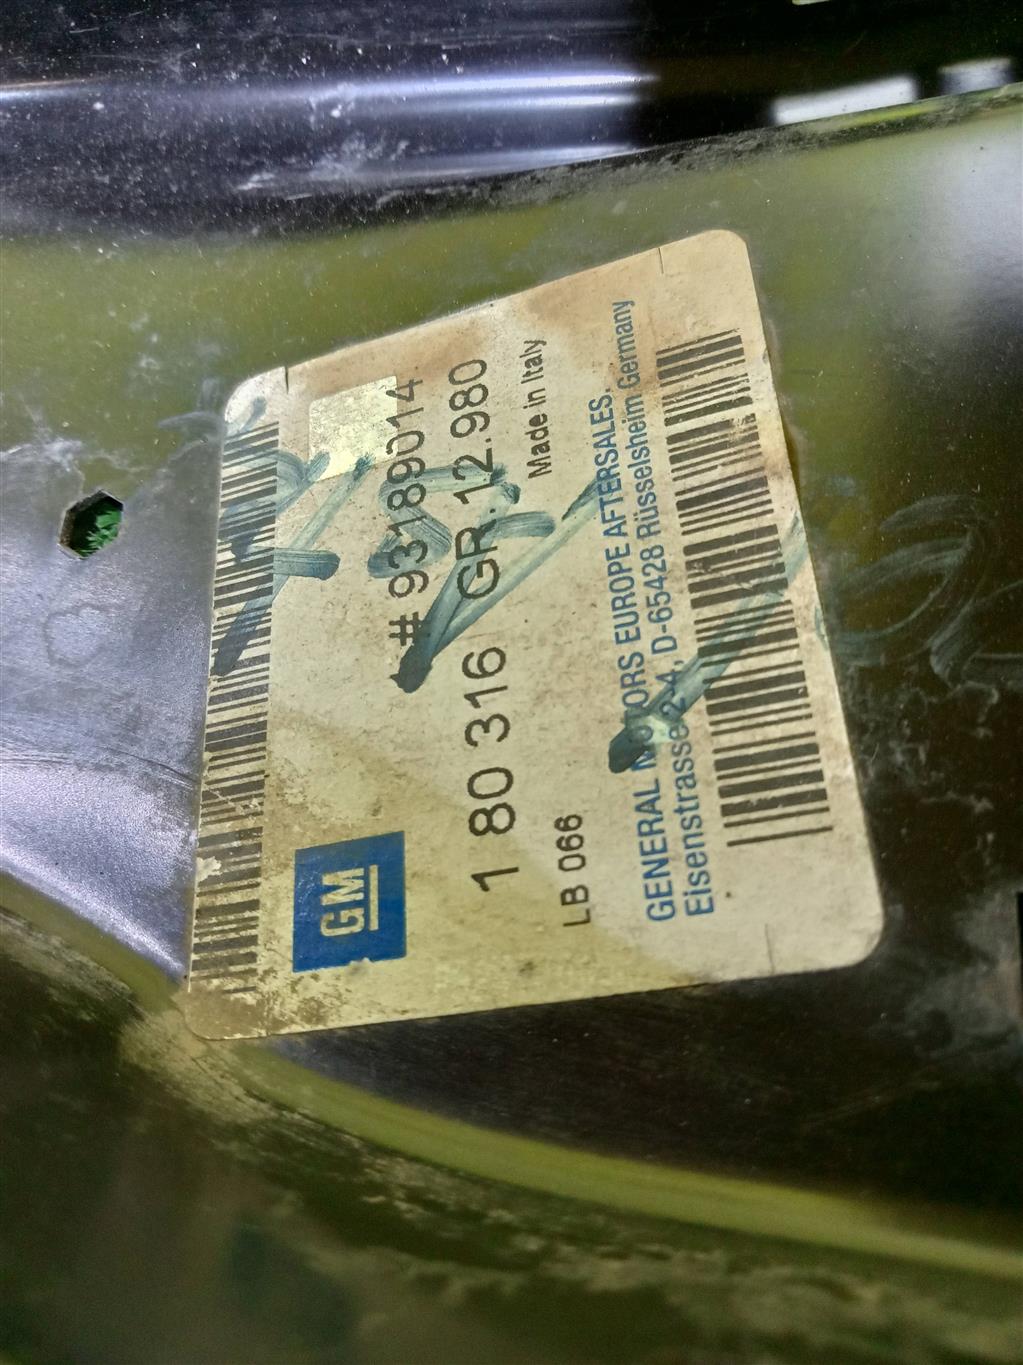 GM
# 93189014
1 80 316 GR.12.980
LB 066 Made in Italy
GENERAL MOTORS EUROPE AFTERSALES.
Eisenstrasse 2-4, D-65428 Rüsselsheim, Germany